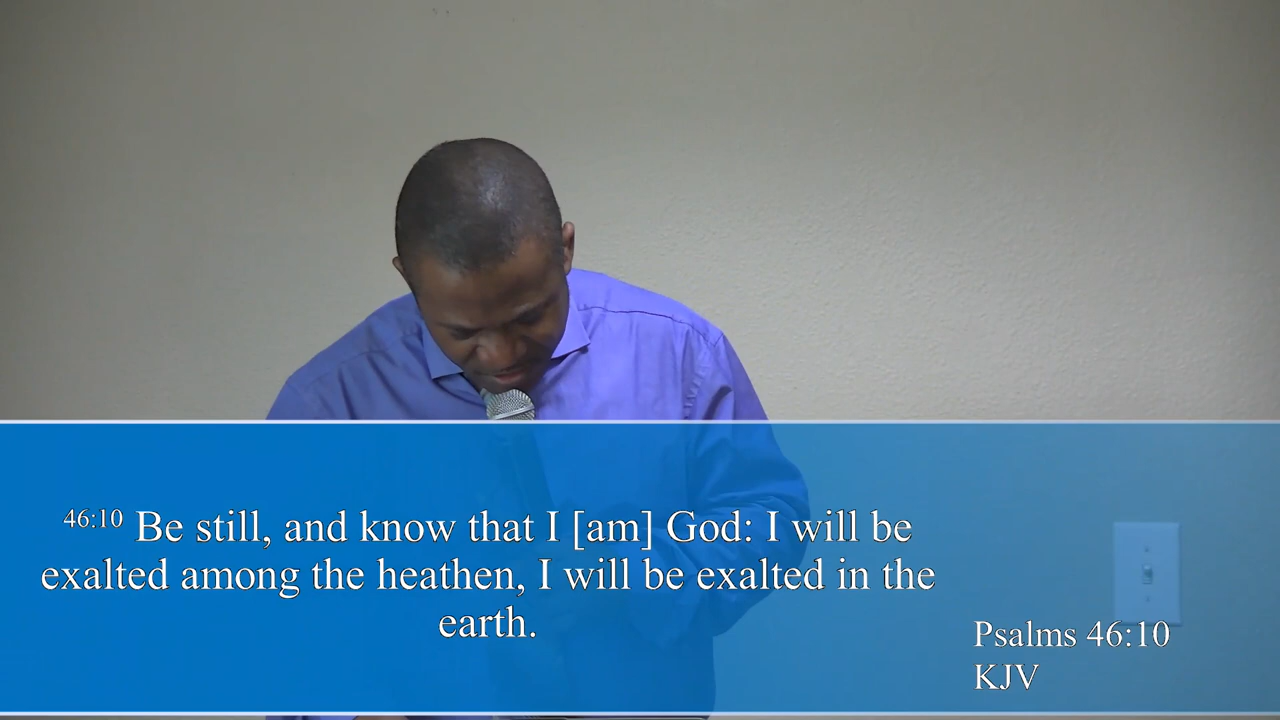 46:10 Be still, and know that I [am] God: I will be
exalted among the heathen, I will be exalted in the
earth.
Psalms 46:10
KJV